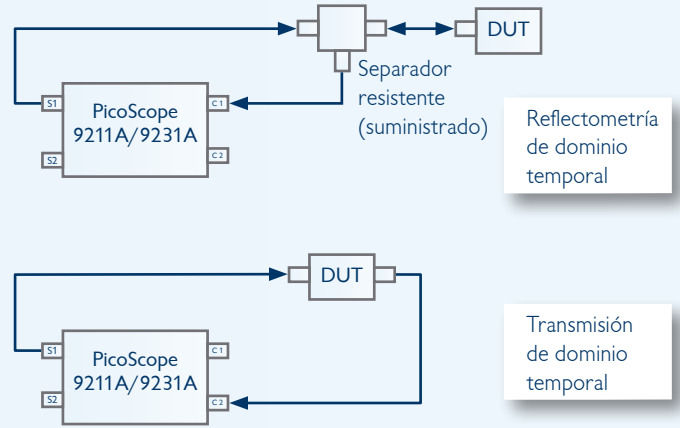 DUT
Separador
resistente
(suministrado)
S1
PicoScope
9211A/9231A
C1
S2
C2
Reflectometría
de dominio
temporal
DUT
S1
PicoScope
9211A/9231A
C1
S2
C2
Transmisión
de dominio
temporal